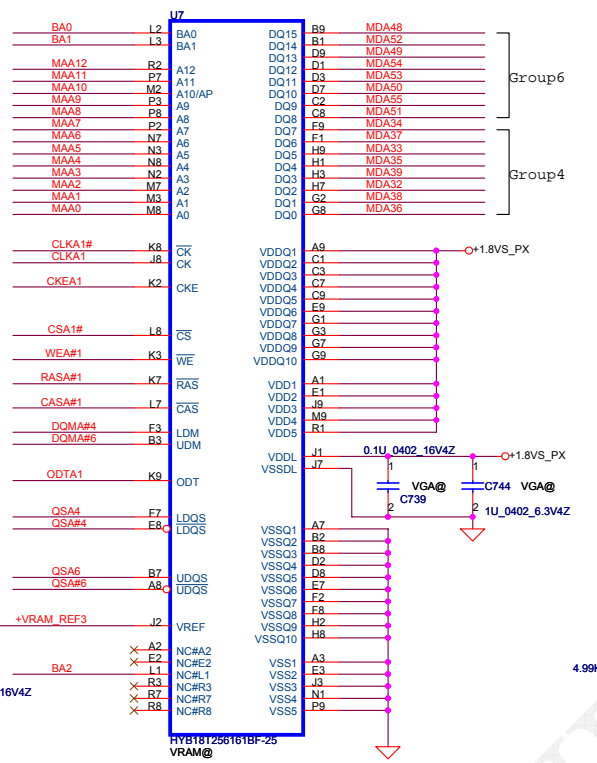 U7
BA0 L2 BA0 DQ15 B9 MDA48
BA1 L3 BA1 DQ14 B1 MDA52
DQ13 D9 MDA49
MAA12 R2 A12 DQ12 D1 MDA54
MAA11 P7 A11 DQ11 D3 MDA53
MAA10 M2 A10/AP DQ10 D7 MDA50
MAA9 P3 A9 DQ9 C2 MDA55
MAA8 P8 A8 DQ8 C8 MDA51
MAA7 P2 A7 DQ7 F9 MDA34
MAA6 N7 A6 DQ6 F1 MDA37
MAA5 N3 A5 DQ5 H9 MDA33
MAA4 N8 A4 DQ4 H1 MDA35
MAA3 N2 A3 DQ3 H3 MDA39
MAA2 M7 A2 DQ2 H7 MDA32
MAA1 M3 A1 DQ1 G2 MDA38
MAA0 M8 A0 DQ0 G8 MDA36
Group6
Group4
CLKA1# K8 CK VDDQ1 A9 +1.8VS_PX
CLKA1 J8 CK VDDQ2 C1
VDDQ3 C3
CKEA1 K2 CKE VDDQ4 C7
VDDQ5 C9
VDDQ6 E9
VDDQ7 G1
CSA1# L8 CS VDDQ8 G3
VDDQ9 G7
WEA#1 K3 WE VDDQ10 G9
RASA#1 K7 RAS VDD1 A1
VDD2 E1
CASA#1 L7 CAS VDD3 J9
VDD4 M9
DQMA#4 F3 LDM VDD5 R1
DQMA#6 B3 UDM
VDDL J1 0.1U_0402_16V4Z +1.8VS_PX
VSSDL J7 1 1
ODTA1 K9 ODT VGA@ C744 VGA@
C739
2 2 1U_0402_6.3V4Z
QSA4 F7 LDQS
QSA#4 E8 LDQS VSSQ1 A7
VSSQ2 B2
VSSQ3 B8
VSSQ4 D2
QSA6 B7 UDQS VSSQ5 D8
QSA#6 A8 UDQS VSSQ6 E7
VSSQ7 F2
VSSQ8 F8
+VRAM_REF3 J2 VREF VSSQ9 H2
VSSQ10 H8
A2 NC#A2
E2 NC#E2 VSS1 A3
BA2 L1 NC#L1 VSS2 E3
R3 NC#R3 VSS3 J3
16V4Z R7 NC#R7 VSS4 N1
R8 NC#R8 VSS5 P9
4.99K
HYB18T256161BF-25
VRAM@